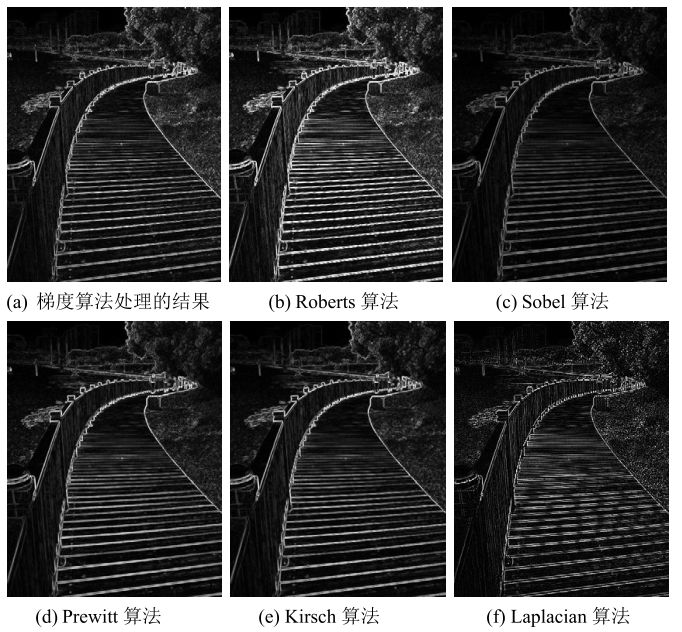 (a) 梯度算法处理的结果
(b) Roberts 算法
(c) Sobel 算法
(d) Prewitt 算法
(e) Kirsch 算法
(f) Laplacian 算法